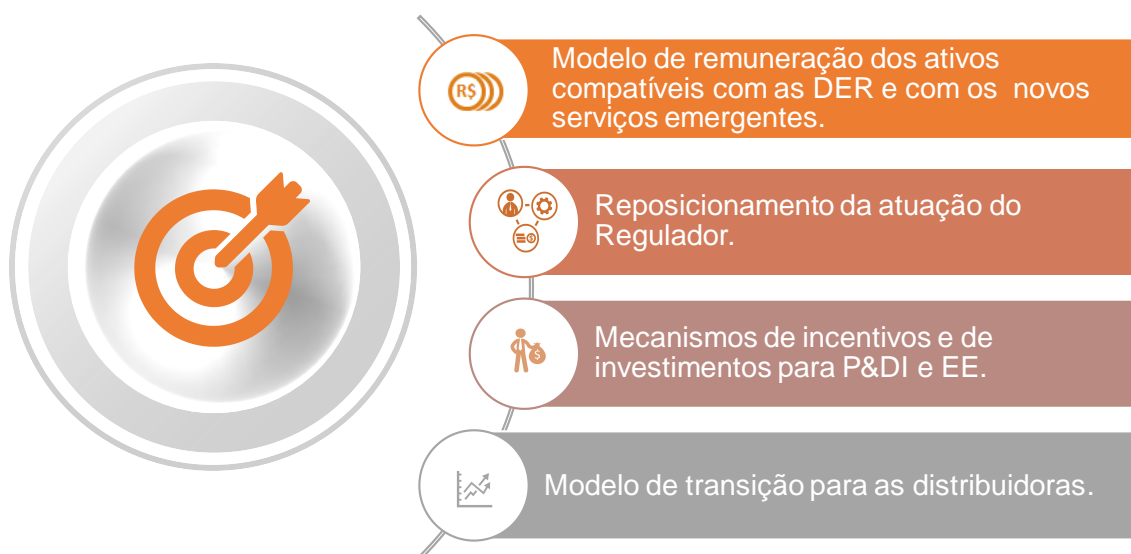 R$
Modelo de remuneração dos ativos
compatíveis com as DER e com os novos
serviços emergentes.
Reposicionamento da atuação do
Regulador.
$
Mecanismos de incentivos e de
investimentos para P&DI e EE.
$
Modelo de transição para as distribuidoras.